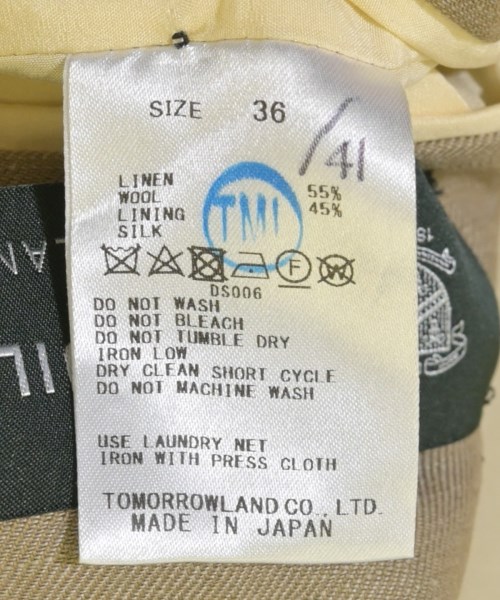 SIZE 36
/41
LINEN 55%
WOOL 45%
LINING
SILK
TMI
F W
DS006
DO NOT WASH
DO NOT BLEACH
DO NOT TUMBLE DRY
IRON LOW
DRY CLEAN SHORT CYCLE
DO NOT MACHINE WASH
USE LAUNDRY NET
IRON WITH PRESS CLOTH
TOMORROWLAND CO., LTD.
MADE IN JAPAN